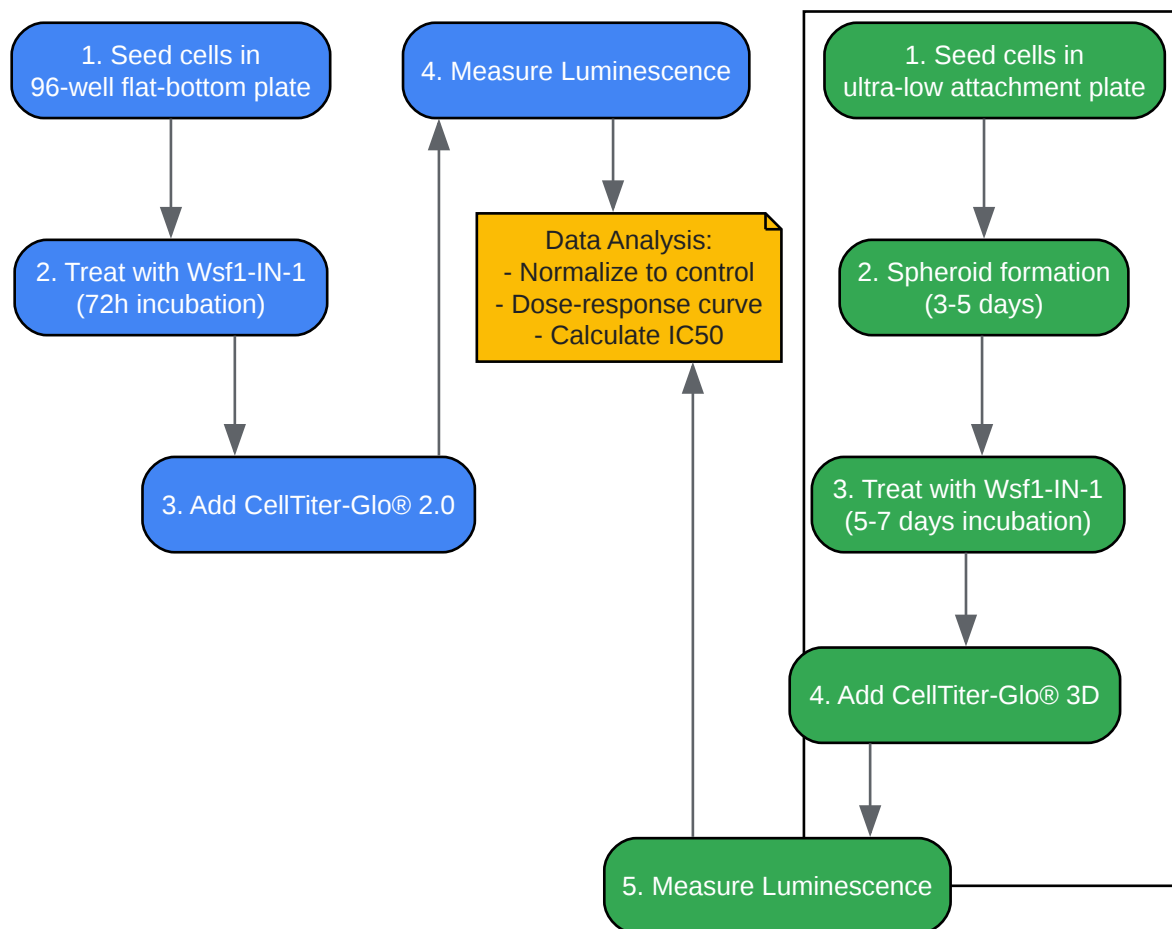 1. Seed cells in
96-well flat-bottom plate
2. Treat with Wsf1-IN-1
(72h incubation)
3. Add CellTiter-Glo® 2.0
4. Measure Luminescence
Data Analysis:
- Normalize to control
- Dose-response curve
- Calculate IC50
1. Seed cells in
ultra-low attachment plate
2. Spheroid formation
(3-5 days)
3. Treat with Wsf1-IN-1
(5-7 days incubation)
4. Add CellTiter-Glo® 3D
5. Measure Luminescence